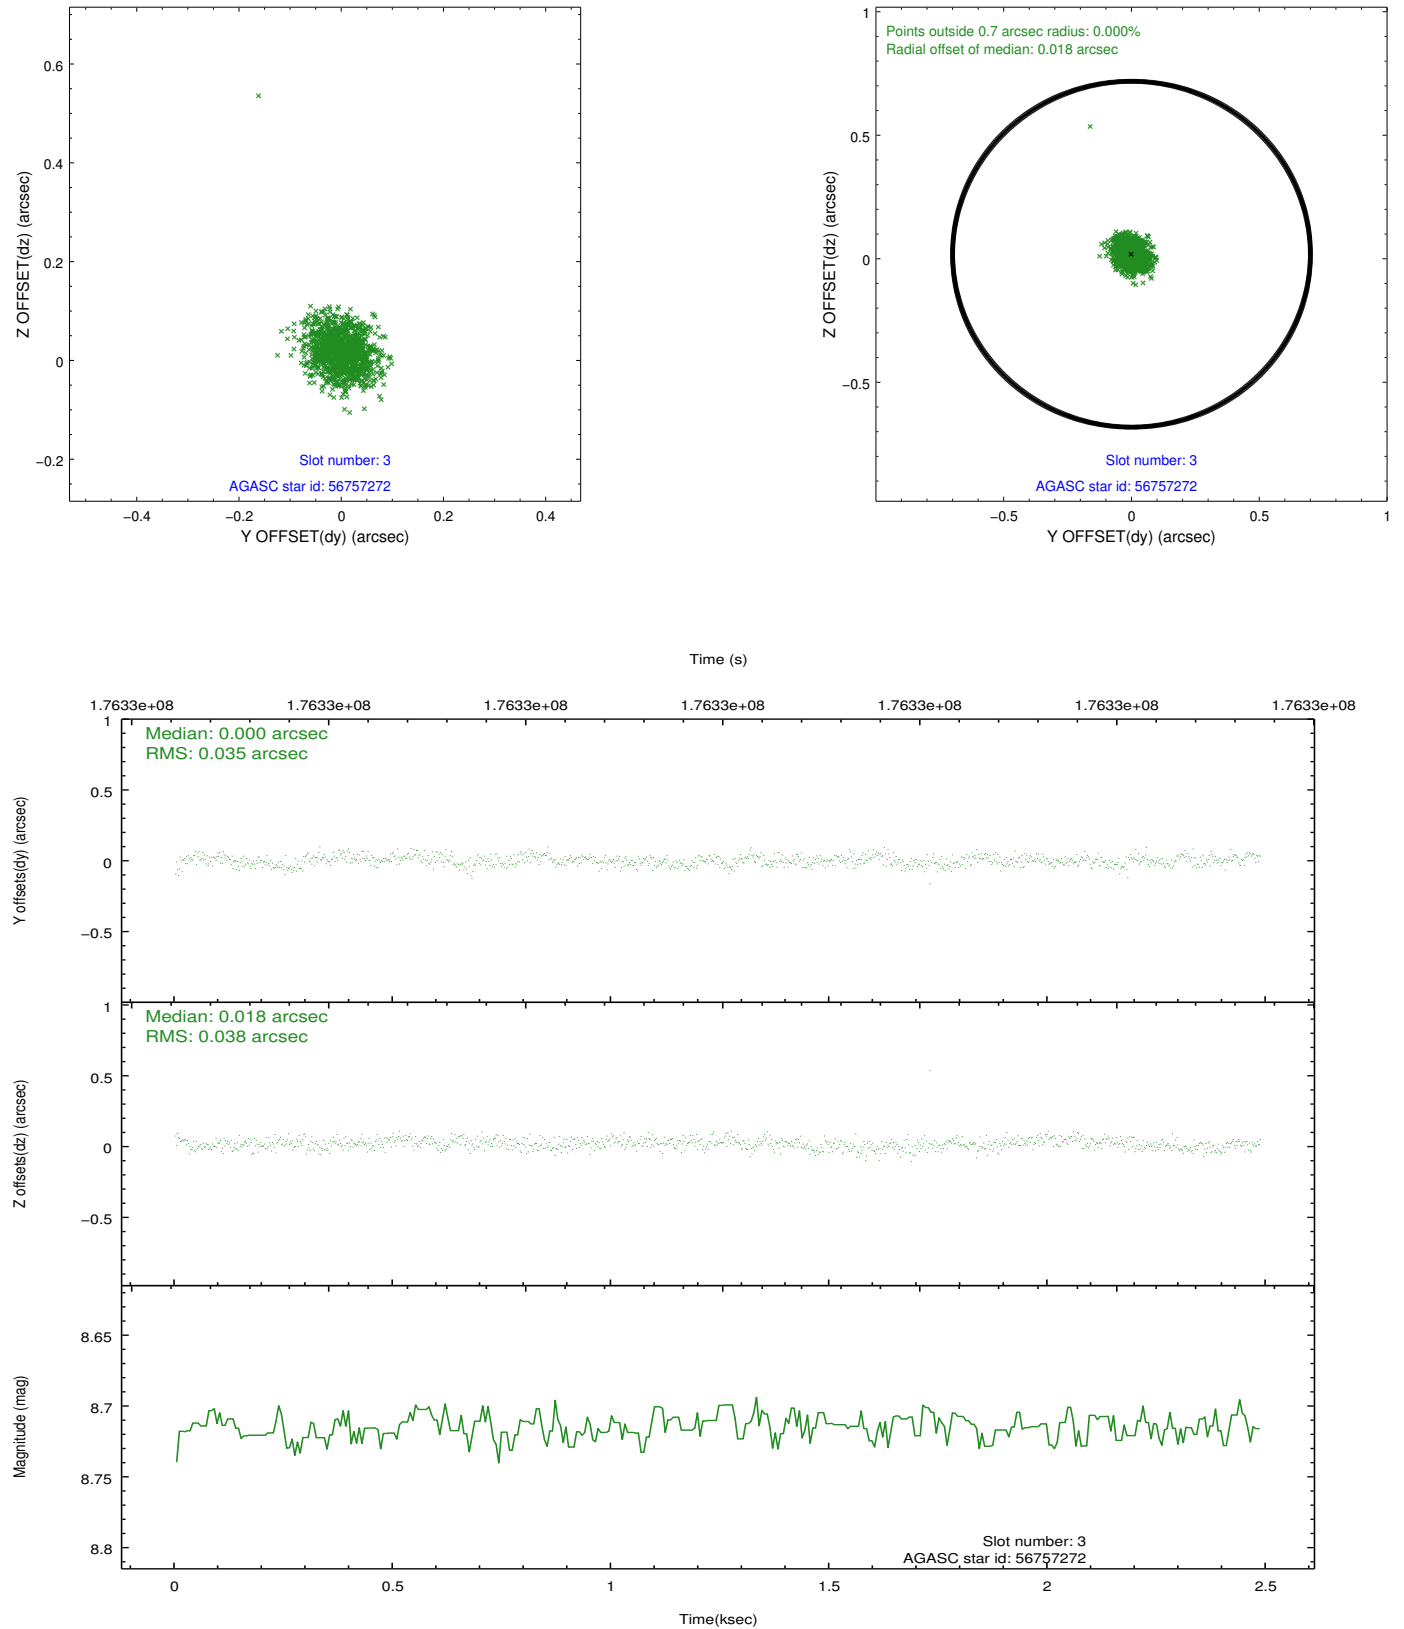 0.6
0.4
0.2
0
−0.2
−0.4
−0.2
0
0.2
0.4
Z OFFSET(dz) (arcsec)
Y OFFSET(dy) (arcsec)
Slot number: 3
AGASC star id: 56757272
Points outside 0.7 arcsec radius: 0.000%
Radial offset of median: 0.018 arcsec
1
0.5
0
−0.5
−0.5
0
0.5
1
Z OFFSET(dz) (arcsec)
Y OFFSET(dy) (arcsec)
Slot number: 3
AGASC star id: 56757272
Time (s)
1.7633e+08 1.7633e+08 1.7633e+08 1.7633e+08 1.7633e+08 1.7633e+08 1.7633e+08
Median: 0.000 arcsec
RMS: 0.035 arcsec
1
0.5
0
−0.5
Y offsets(dy) (arcsec)
Median: 0.018 arcsec
RMS: 0.038 arcsec
1
0.5
0
−0.5
Z offsets(dz) (arcsec)
8.65
8.7
8.75
8.8
Magnitude (mag)
Slot number: 3
AGASC star id: 56757272
0 0.5 1 1.5 2 2.5
Time(ksec)